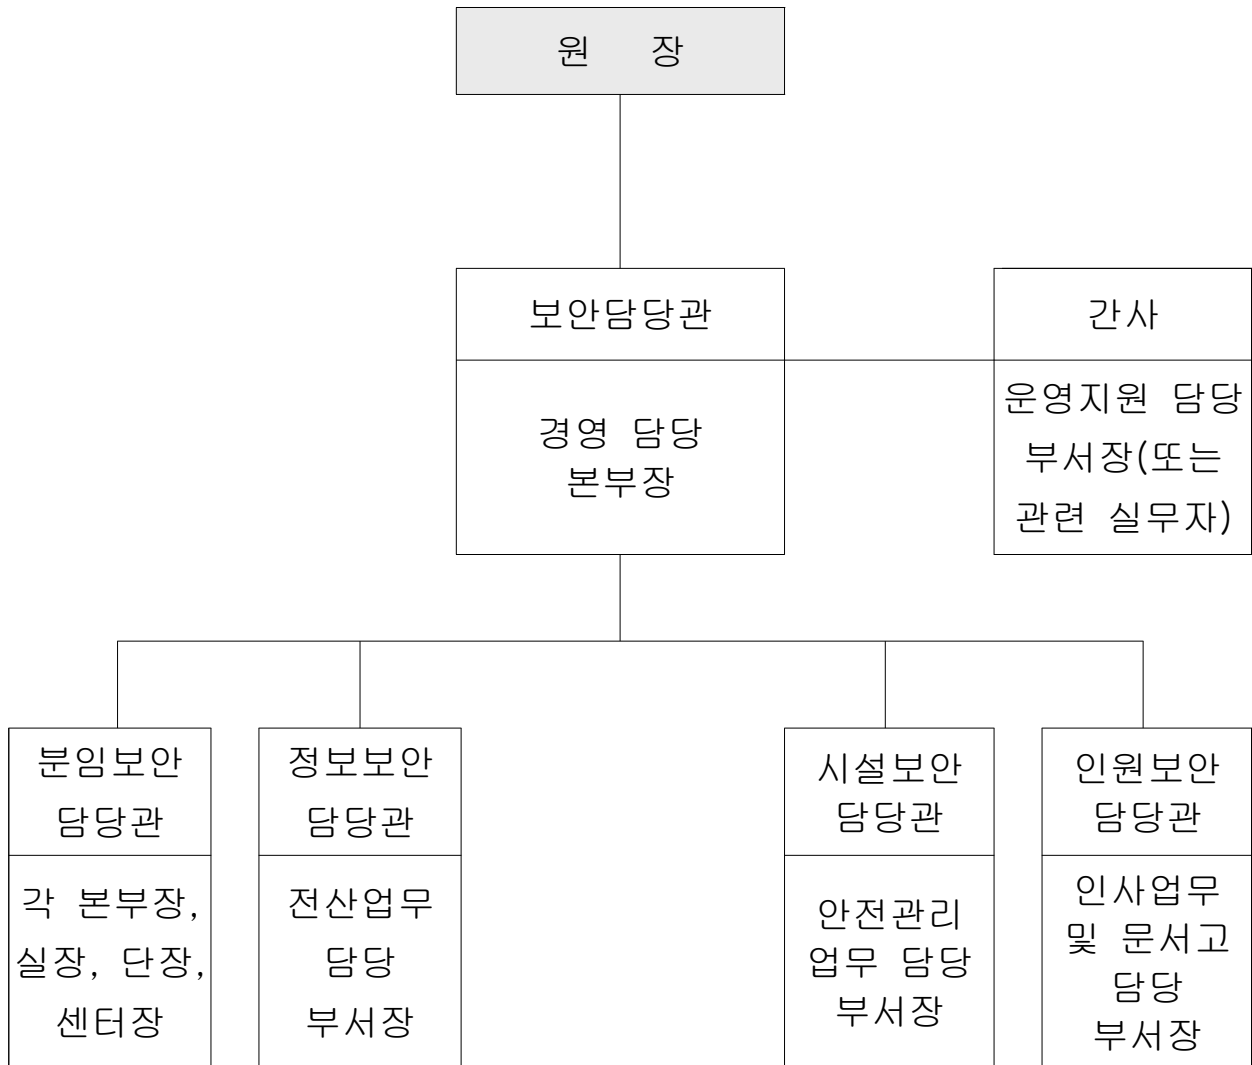 원 장
보안담당관
경영 담당
본부장
간사
운영지원 담당
부서장(또는
관련 실무자)
분임보안
담당관
각 본부장,
실장, 단장,
센터장
정보보안
담당관
전산업무
담당
부서장
시설보안
담당관
안전관리
업무 담당
부서장
인원보안
담당관
인사업무
및 문서고
담당
부서장